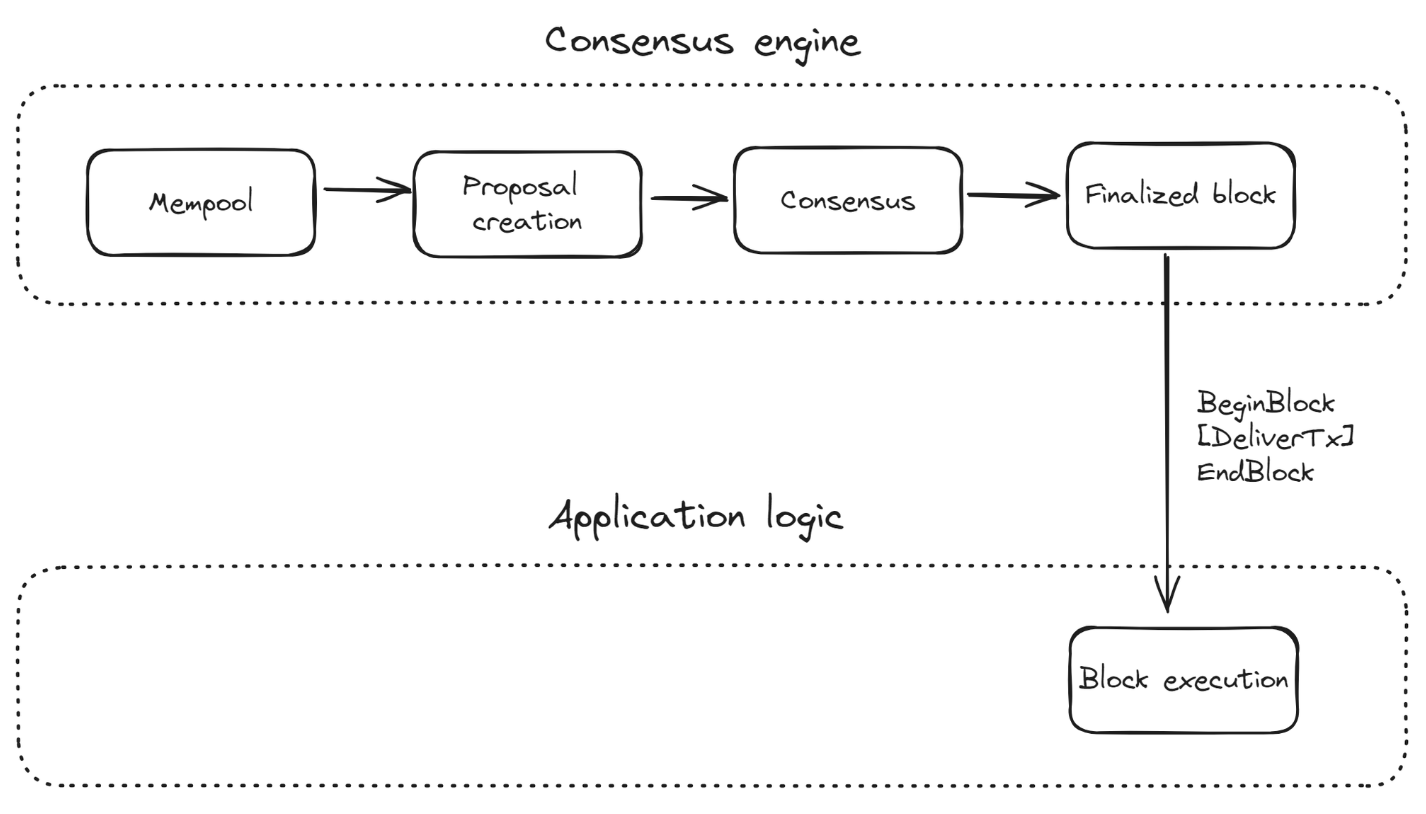 Consensus engine
Mempool
Proposal
creation
Consensus
Finalized block
BeginBlock
[DeliverTx]
EndBlock
Application logic
Block execution